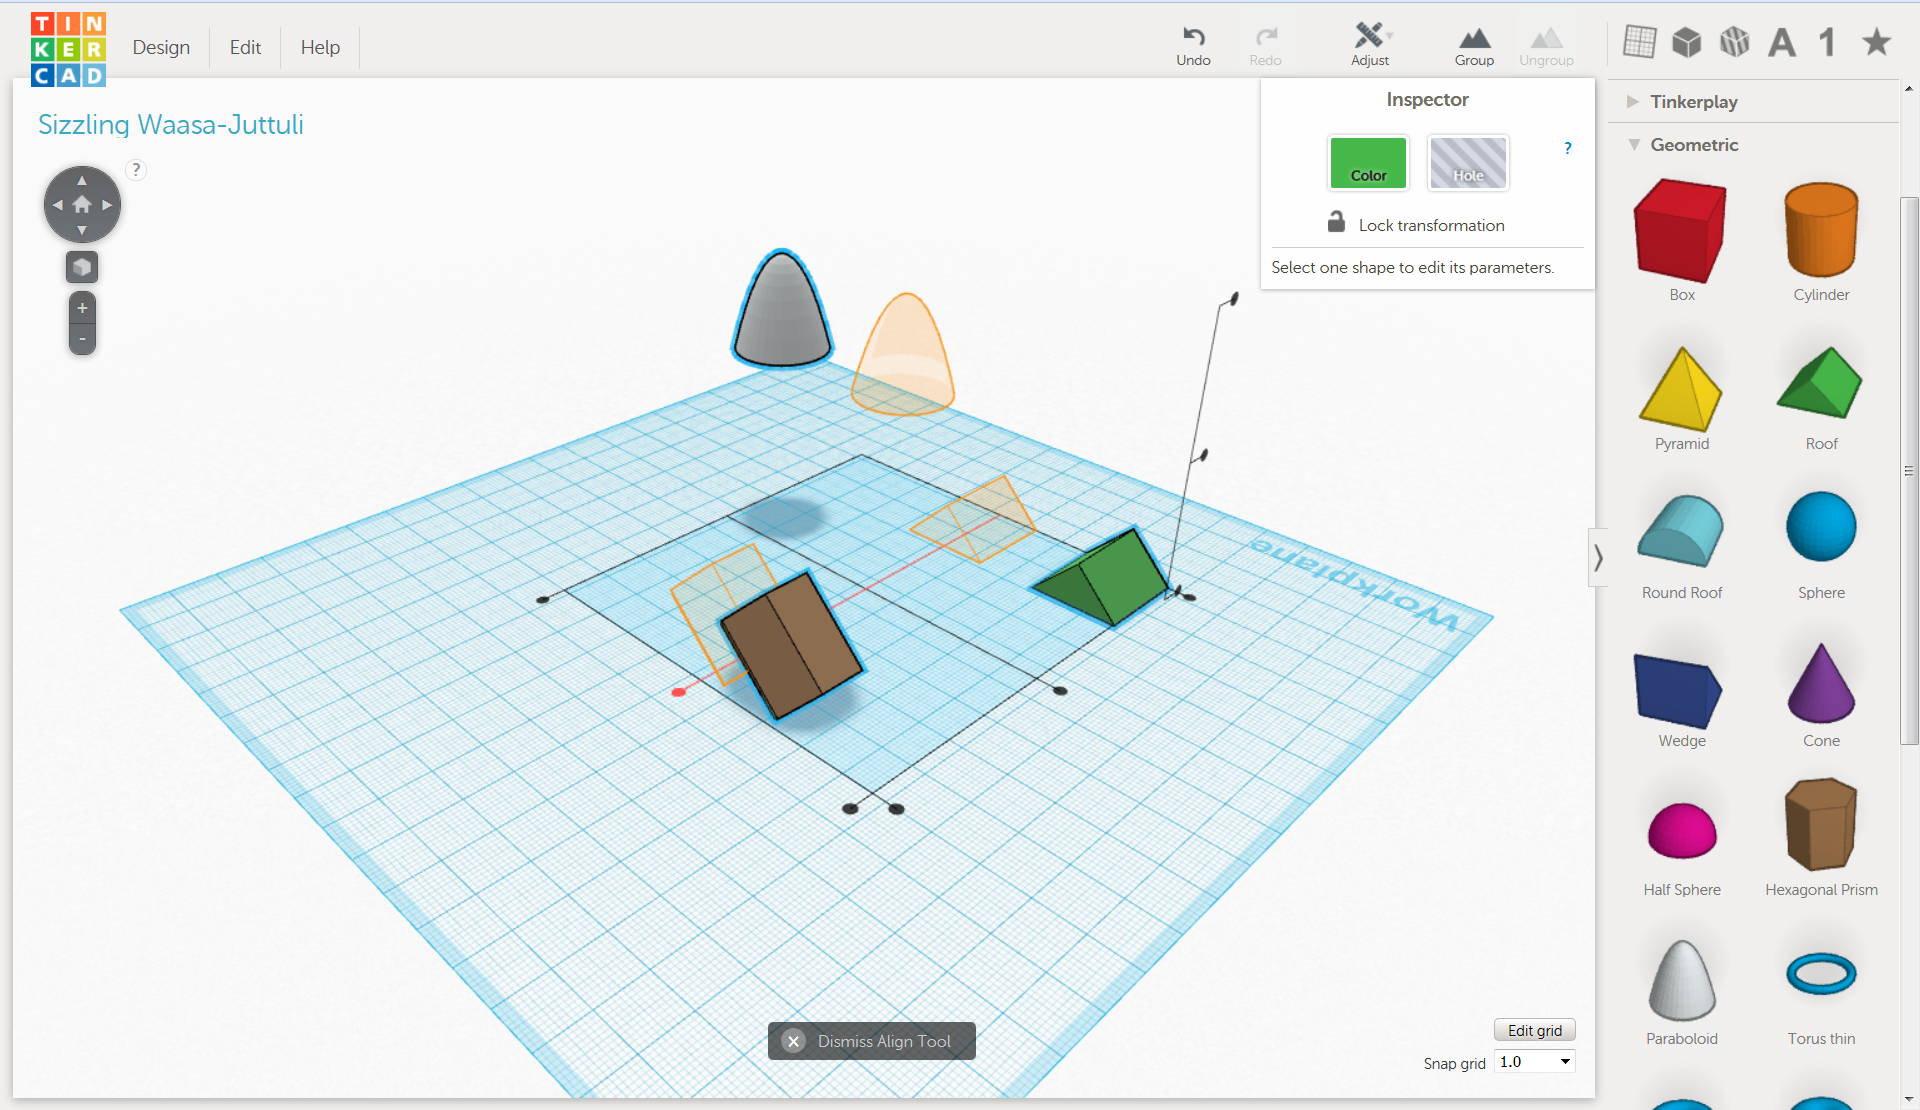 TIN
KER
CAD
Design
Edit
Help
Undo
Redo
Adjust
Group
Ungroup
A
1
Sizzling Waasa-Juttuli
?
+
-
Inspector
Color
Hole
?
Lock transformation
Select one shape to edit its parameters.
Workplane
Dismiss Align Tool
Edit grid
Snap grid 1.0
Tinkerplay
Geometric
Box
Cylinder
Pyramid
Roof
Round Roof
Sphere
Wedge
Cone
Half Sphere
Hexagonal Prism
Paraboloid
Torus thin